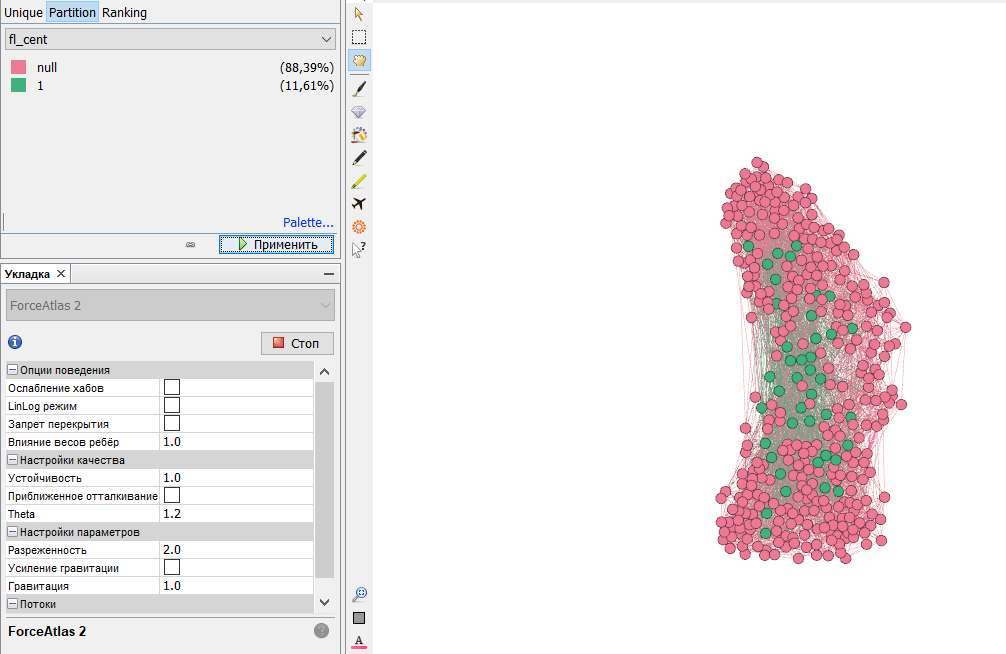 Unique Partition Ranking
fl_cent
null (88,39%)
1 (11,61%)
Palette...
Применить
Укладка
ForceAtlas 2
Стоп
Опции поведения
Ослабление хабов
LinLog режим
Запрет перекрытия
Влияние весов ребёр 1.0
Настройки качества
Устойчивость 1.0
Приближенное отталкивание
Theta 1.2
Настройки параметров
Разреженность 2.0
Усиление гравитации
Гравитация 1.0
Потоки
ForceAtlas 2
?
A